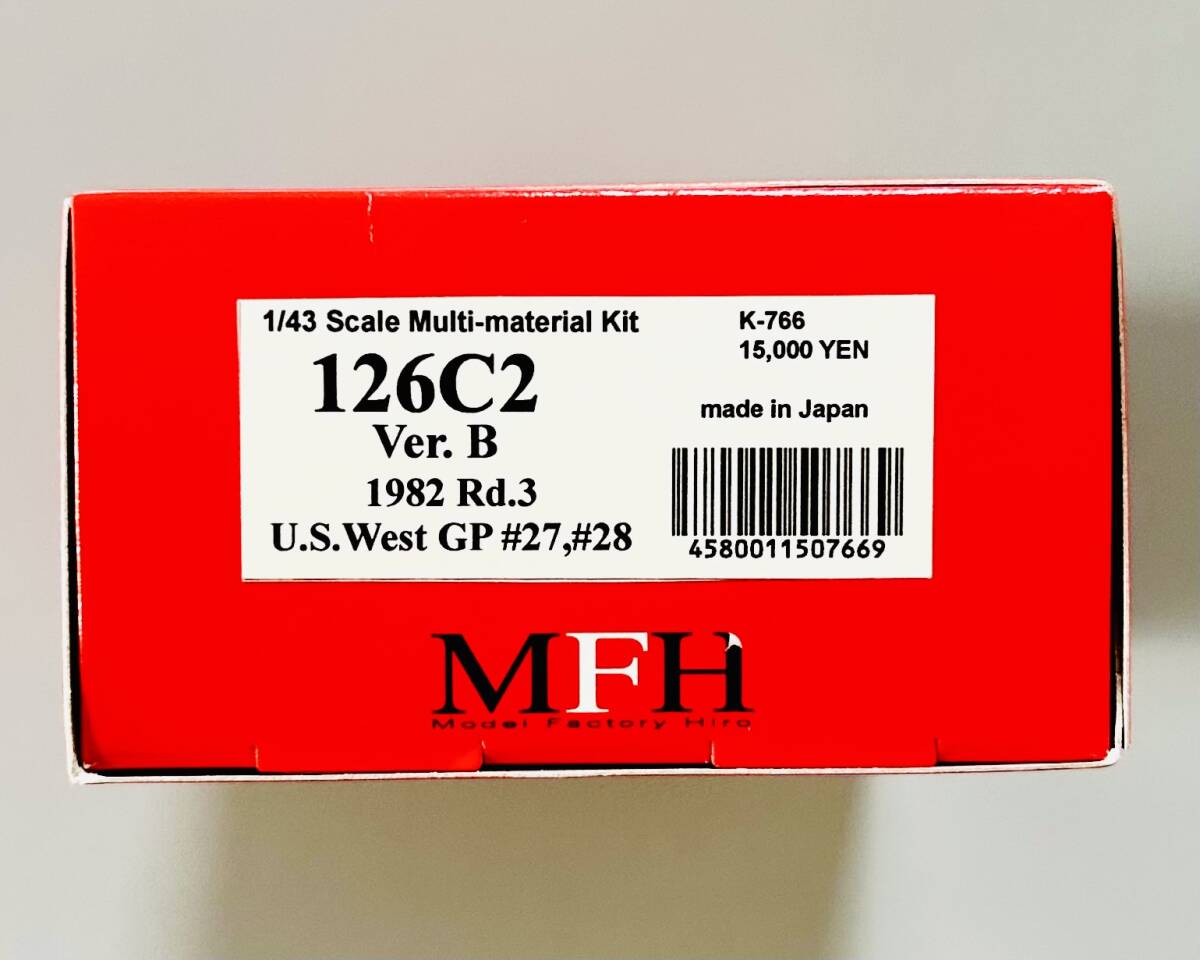 1/43 Scale Multi-material Kit
126C2
Ver. B
1982 Rd.3
U.S.West GP #27,#28
K-766
15,000 YEN
made in Japan
4580011507669
MFH
Model Factory Hiro